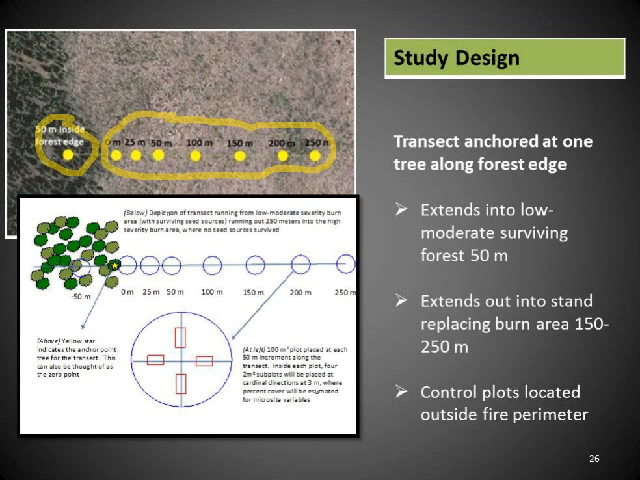 Study Design
50 m inside
forest edge
0 m 25 m 50 m 100 m 150 m 200 m 250 m
(Below) Depiction of transect running from low-moderate severity burn
area (with surviving seed sources) running out 250 meters into the high
severity burn area, where no seed sources survived
-50 m 0 m 25 m 50 m 100 m 150 m 200 m 250 m
(Above) Yellow star
indicates the anchor point
tree for the transect. This
can also be thought of as
the zero point
(At left) 100 m² plot placed at each
50 m increment along the
transect. Inside each plot, four
2m² subplots will be placed at
cardinal directions at 3 m, where
percent cover will be estimated
for microsite variables
Transect anchored at one
tree along forest edge
Extends into low-
moderate surviving
forest 50 m
Extends out into stand
replacing burn area 150-
250 m
Control plots located
outside fire perimeter
26